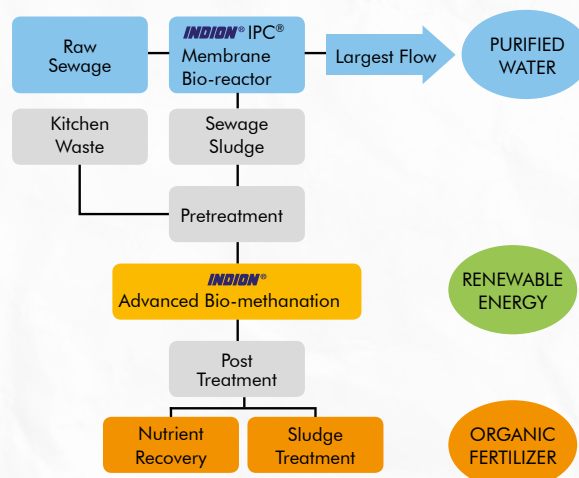 Raw
Sewage
INDION® IPC®
Membrane
Bio-reactor
Largest Flow
PURIFIED
WATER
Kitchen
Waste
Sewage
Sludge
Pretreatment
INDION®
Advanced Bio-methanation
RENEWABLE
ENERGY
Post
Treatment
Nutrient
Recovery
Sludge
Treatment
ORGANIC
FERTILIZER